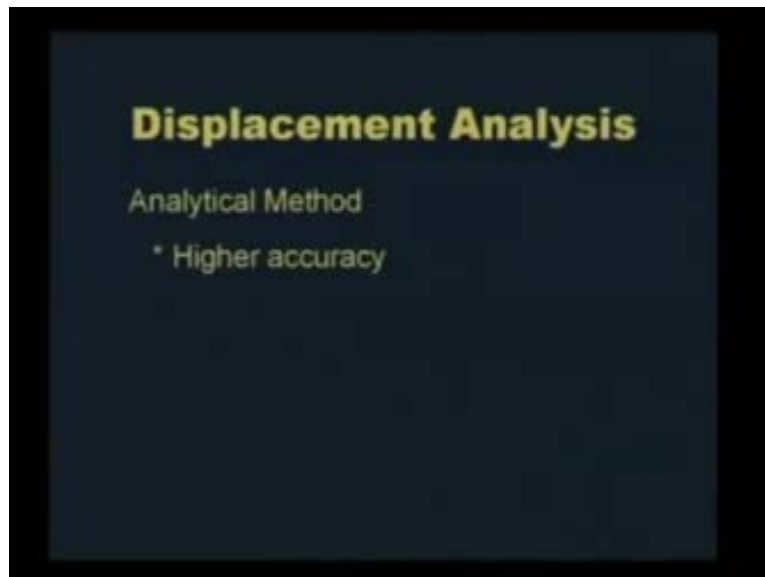 Displacement Analysis
Analytical Method
* Higher accuracy